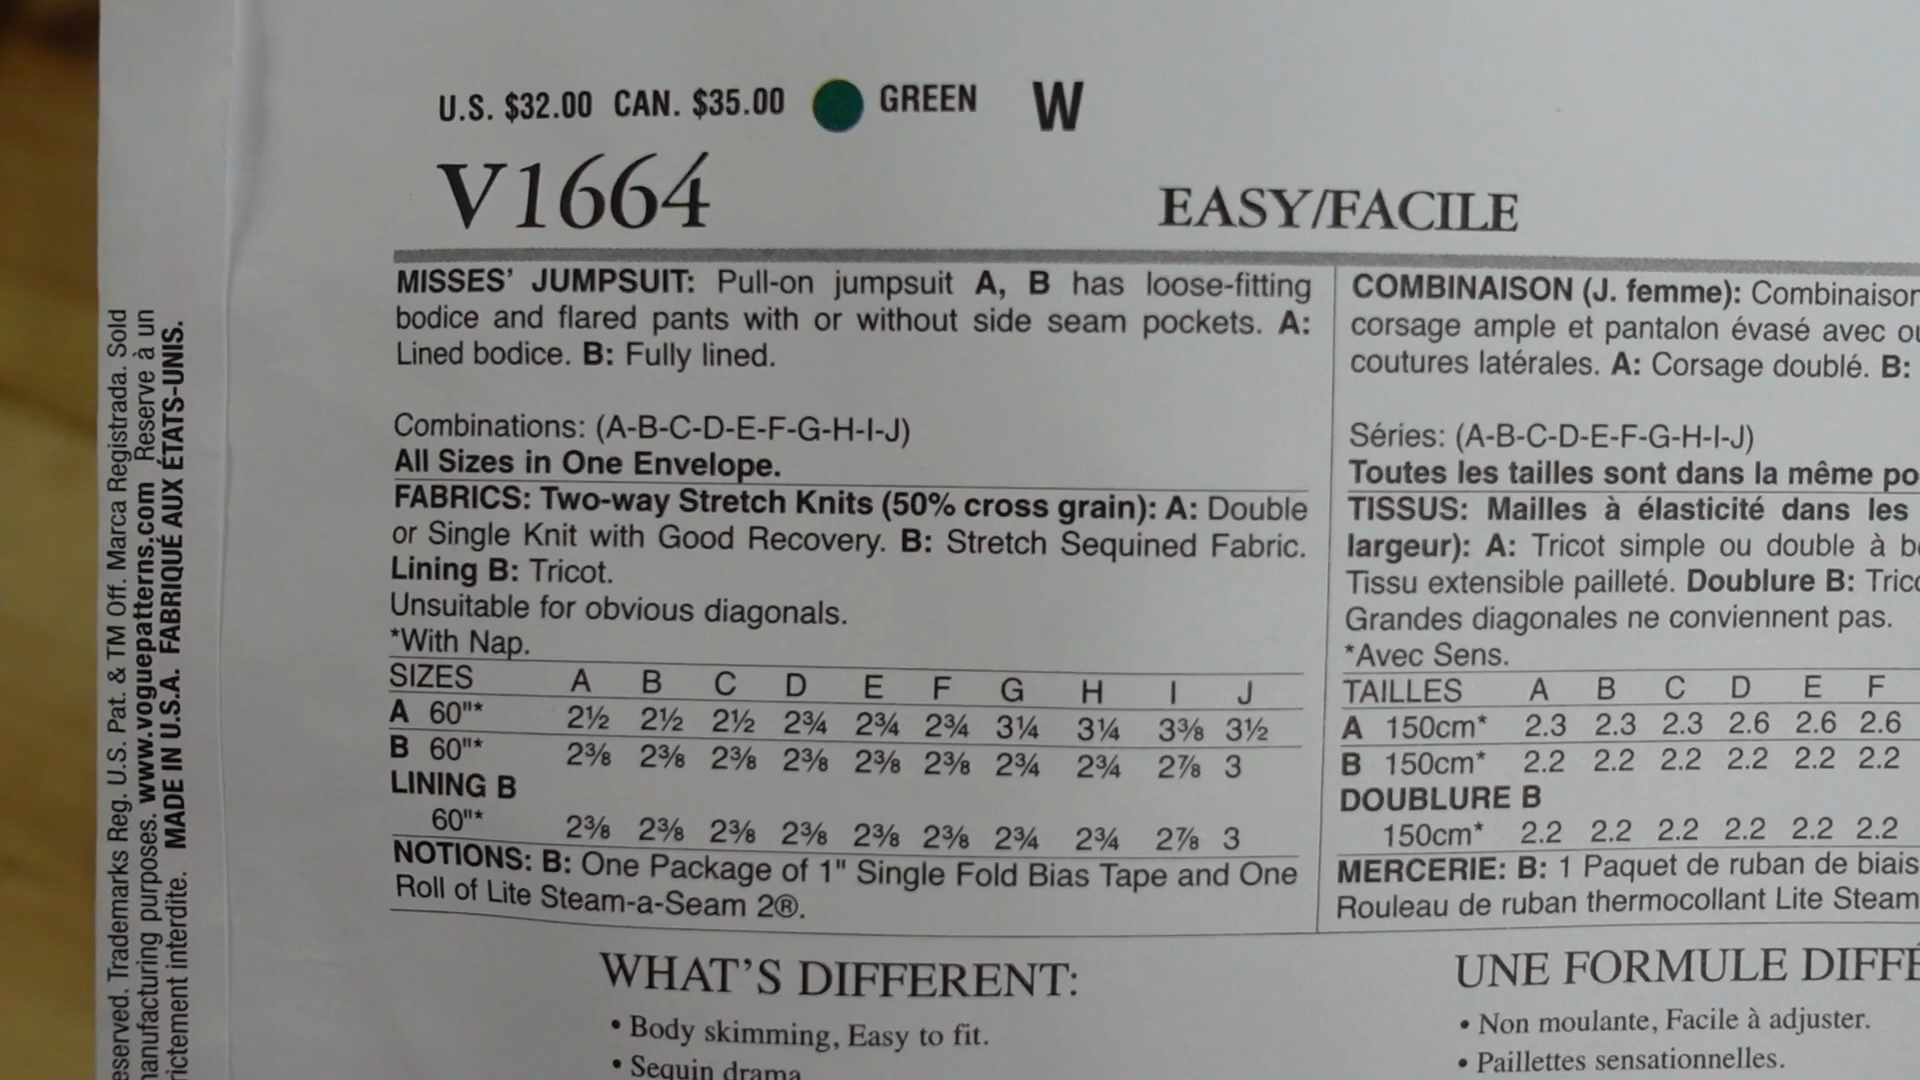 U.S. $32.00 CAN. $35.00 GREEN W
V1664
EASY/FACILE
MISSES' JUMPSUIT: Pull-on jumpsuit A, B has loose-fitting
bodice and flared pants with or without side seam pockets. A:
Lined bodice. B: Fully lined.
Combinations: (A-B-C-D-E-F-G-H-I-J)
All Sizes in One Envelope.
FABRICS: Two-way Stretch Knits (50% cross grain): A: Double
or Single Knit with Good Recovery. B: Stretch Sequined Fabric.
Lining B: Tricot.
Unsuitable for obvious diagonals.
*With Nap.
SIZES A B C D E F G H I J
A 60"* 2½ 2½ 2½ 2¾ 2¾ 2¾ 3¼ 3¼ 3⅜ 3½
B 60"* 2⅜ 2⅜ 2⅜ 2⅜ 2⅜ 2⅜ 2¾ 2¾ 2⅞ 3
LINING B
60"* 2⅜ 2⅜ 2⅜ 2⅜ 2⅜ 2⅜ 2¾ 2¾ 2⅞ 3
NOTIONS: B: One Package of 1" Single Fold Bias Tape and One
Roll of Lite Steam-a-Seam 2®.
WHAT'S DIFFERENT:
• Body skimming, Easy to fit.
• Sequin drama
COMBINAISON (J. femme): Combinaison
corsage ample et pantalon évasé avec ou
coutures latérales. A: Corsage doublé. B:
Séries: (A-B-C-D-E-F-G-H-I-J)
Toutes les tailles sont dans la même po
TISSUS: Mailles à élasticité dans les
largeur): A: Tricot simple ou double à b
Tissu extensible pailleté. Doublure B: Tric
Grandes diagonales ne conviennent pas.
*Avec Sens.
TAILLES A B C D E F
A 150cm* 2.3 2.3 2.3 2.6 2.6 2.6
B 150cm* 2.2 2.2 2.2 2.2 2.2 2.2
DOUBLURE B
150cm* 2.2 2.2 2.2 2.2 2.2 2.2
MERCERIE: B: 1 Paquet de ruban de biais
Rouleau de ruban thermocollant Lite Steam
UNE FORMULE DIFFÉ
• Non moulante, Facile à adjuster.
• Paillettes sensationnelles.
eserved. Trademarks Reg. U.S. Pat. & TM Off. Marca Registrada. Sold
manufacturing purposes. www.voguepatterns.com Reserve à un
rictement interdite. MADE IN U.S.A. FABRIQUÉ AUX ÉTATS-UNIS.